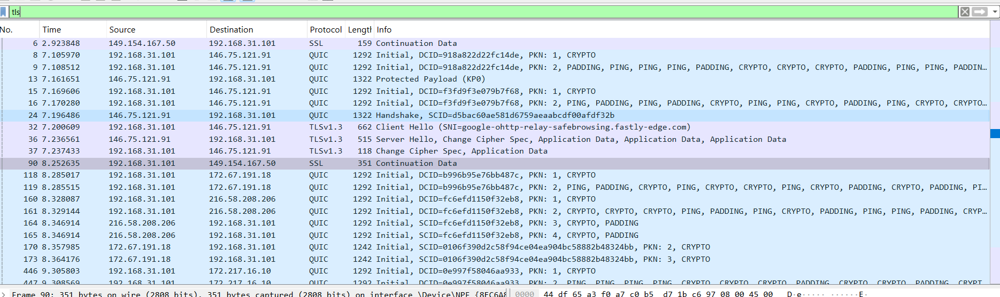 tls
No. Time Source Destination Protocol Length Info
6 2.923848 149.154.167.50 192.168.31.101 SSL 159 Continuation Data
8 7.105970 192.168.31.101 146.75.121.91 QUIC 1292 Initial, DCID=918a822d22fc14de, PKN: 1, CRYPTO
9 7.108512 192.168.31.101 146.75.121.91 QUIC 1292 Initial, DCID=918a822d22fc14de, PKN: 2, PADDING, PING, PING, PING, PADDING, CRYPTO, CRYPTO, CRYPTO, PADDING, PING, PING, PADDIN…
13 7.161651 146.75.121.91 192.168.31.101 QUIC 1322 Protected Payload (KP0)
15 7.169606 192.168.31.101 146.75.121.91 QUIC 1292 Initial, DCID=f3fd9f3e079b7f68, PKN: 1, CRYPTO
16 7.170280 192.168.31.101 146.75.121.91 QUIC 1292 Initial, DCID=f3fd9f3e079b7f68, PKN: 2, PING, PADDING, PING, PADDING, CRYPTO, PING, PING, CRYPTO, PADDING, PING, CRYPTO, CRYPTO…
24 7.196486 146.75.121.91 192.168.31.101 QUIC 1322 Handshake, SCID=d5bac60ae581d6759aeaabcdf00afdf32b
32 7.200609 192.168.31.101 146.75.121.91 TLSv1.3 662 Client Hello (SNI=google-ohttp-relay-safebrowsing.fastly-edge.com)
36 7.236561 146.75.121.91 192.168.31.101 TLSv1.3 515 Server Hello, Change Cipher Spec, Application Data, Application Data, Application Data
37 7.237433 192.168.31.101 146.75.121.91 TLSv1.3 118 Change Cipher Spec, Application Data
90 8.252635 192.168.31.101 149.154.167.50 SSL 351 Continuation Data
118 8.285017 192.168.31.101 172.67.191.18 QUIC 1292 Initial, DCID=b996b95e76bb487c, PKN: 1, CRYPTO
119 8.285515 192.168.31.101 172.67.191.18 QUIC 1292 Initial, DCID=b996b95e76bb487c, PKN: 2, PING, PADDING, CRYPTO, PING, CRYPTO, CRYPTO, PING, CRYPTO, PADDING, CRYPTO, PADDING, PI…
160 8.328087 192.168.31.101 216.58.208.206 QUIC 1292 Initial, DCID=fc6efd1150f32eb8, PKN: 1, CRYPTO
161 8.329144 192.168.31.101 216.58.208.206 QUIC 1292 Initial, DCID=fc6efd1150f32eb8, PKN: 2, CRYPTO, CRYPTO, CRYPTO, PING, PADDING, PING, CRYPTO, PADDING, PING, PING, PADDING, CRYP…
164 8.346914 216.58.208.206 192.168.31.101 QUIC 1292 Initial, SCID=fc6efd1150f32eb8, PKN: 3, CRYPTO, PADDING
165 8.346914 216.58.208.206 192.168.31.101 QUIC 1292 Initial, SCID=fc6efd1150f32eb8, PKN: 4, CRYPTO, PADDING
170 8.357985 172.67.191.18 192.168.31.101 QUIC 1242 Initial, SCID=0106f390d2c58f94ce04ea904bc58882b48324bb, PKN: 2, CRYPTO
173 8.364176 172.67.191.18 192.168.31.101 QUIC 1242 Initial, SCID=0106f390d2c58f94ce04ea904bc58882b48324bb, PKN: 3, CRYPTO
446 9.305803 192.168.31.101 172.217.16.10 QUIC 1292 Initial, DCID=0e997f58046aa933, PKN: 1, CRYPTO
447 9.308569 192.168.31.101 172.217.16.10 QUIC 1292 Initial, DCID=0e997f58046aa933, PKN: 2, PING, PING, PING, PING, CRYPTO, CRYPTO, CRYPTO, PADDING, CRYPTO, CRYPTO, PADDING, CRYPT
Frame 90: 351 bytes on wire (2808 bits), 351 bytes captured (2808 bits) on interface \Device\NPF_{8EC6A8
0000 44 df 65 a3 f0 a7 c0 b5 d7 1b c6 97 08 00 45 00 D·e····· ······E·